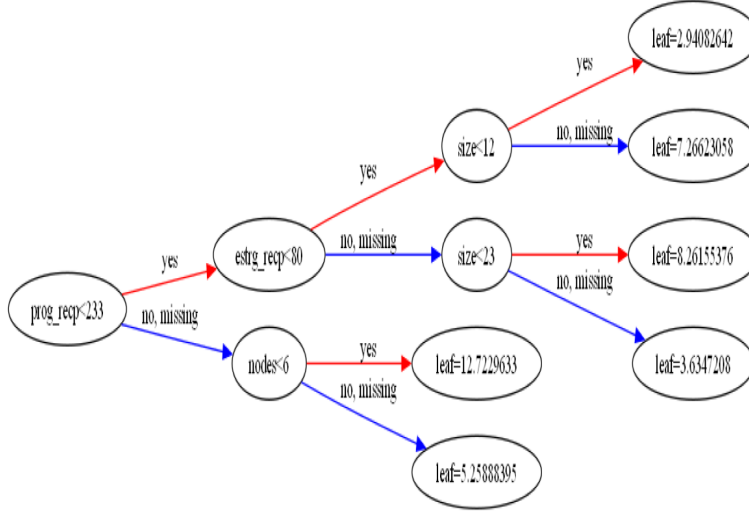 leaf=2.94082642
yes
size<12
no, missing
leaf=7.26623058
yes
estrg_recp<80
no, missing
size<23
yes
leaf=8.26155376
no, missing
yes
prog_recp<233
no, missing
nodes<6
yes
leaf=12.7229633
leaf=3.6347208
no, missing
leaf=5.25888395